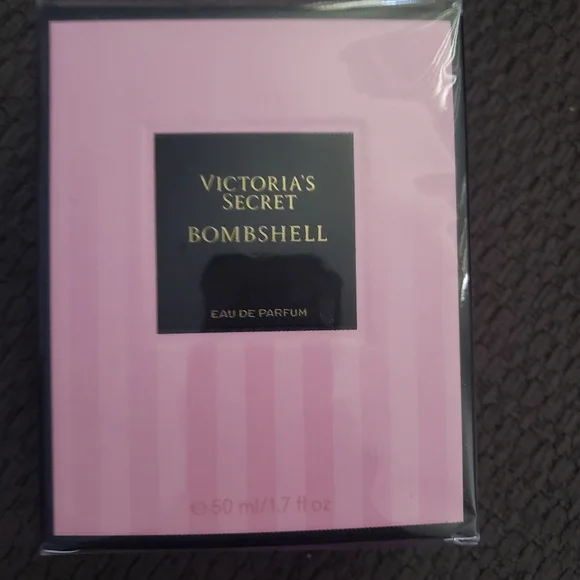 VICTORIA'S
SECRET
BOMBSHELL
EAU DE PARFUM
℮ 50 ml/1.7 fl oz